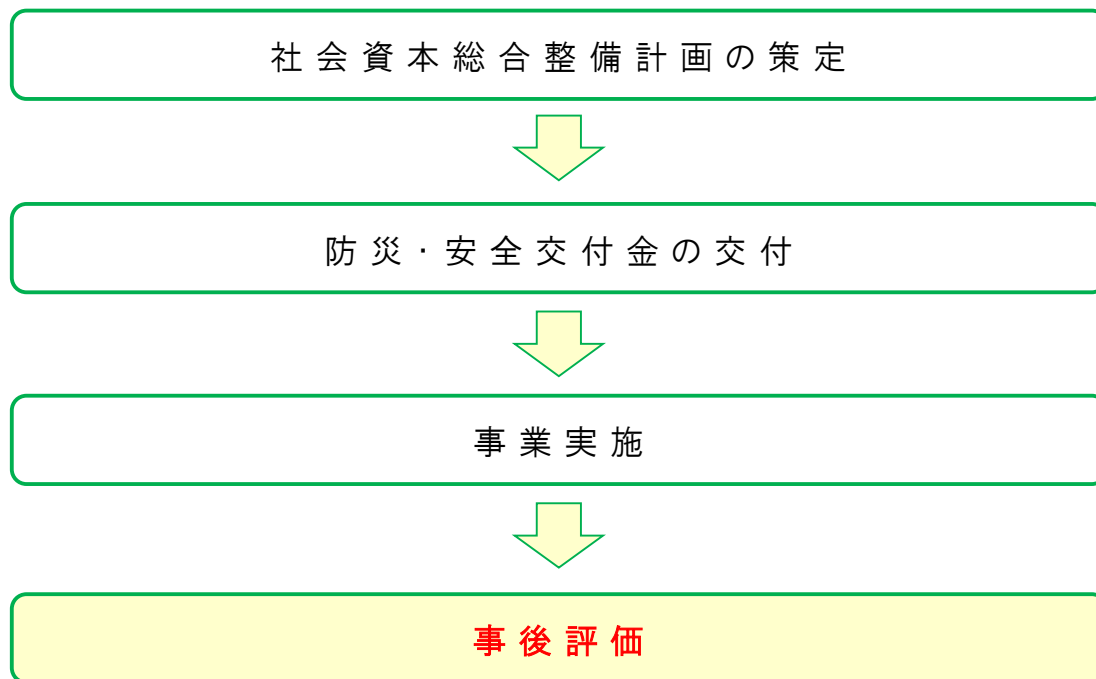 社会資本総合整備計画の策定
防災・安全交付金の交付
事業実施
事後評価